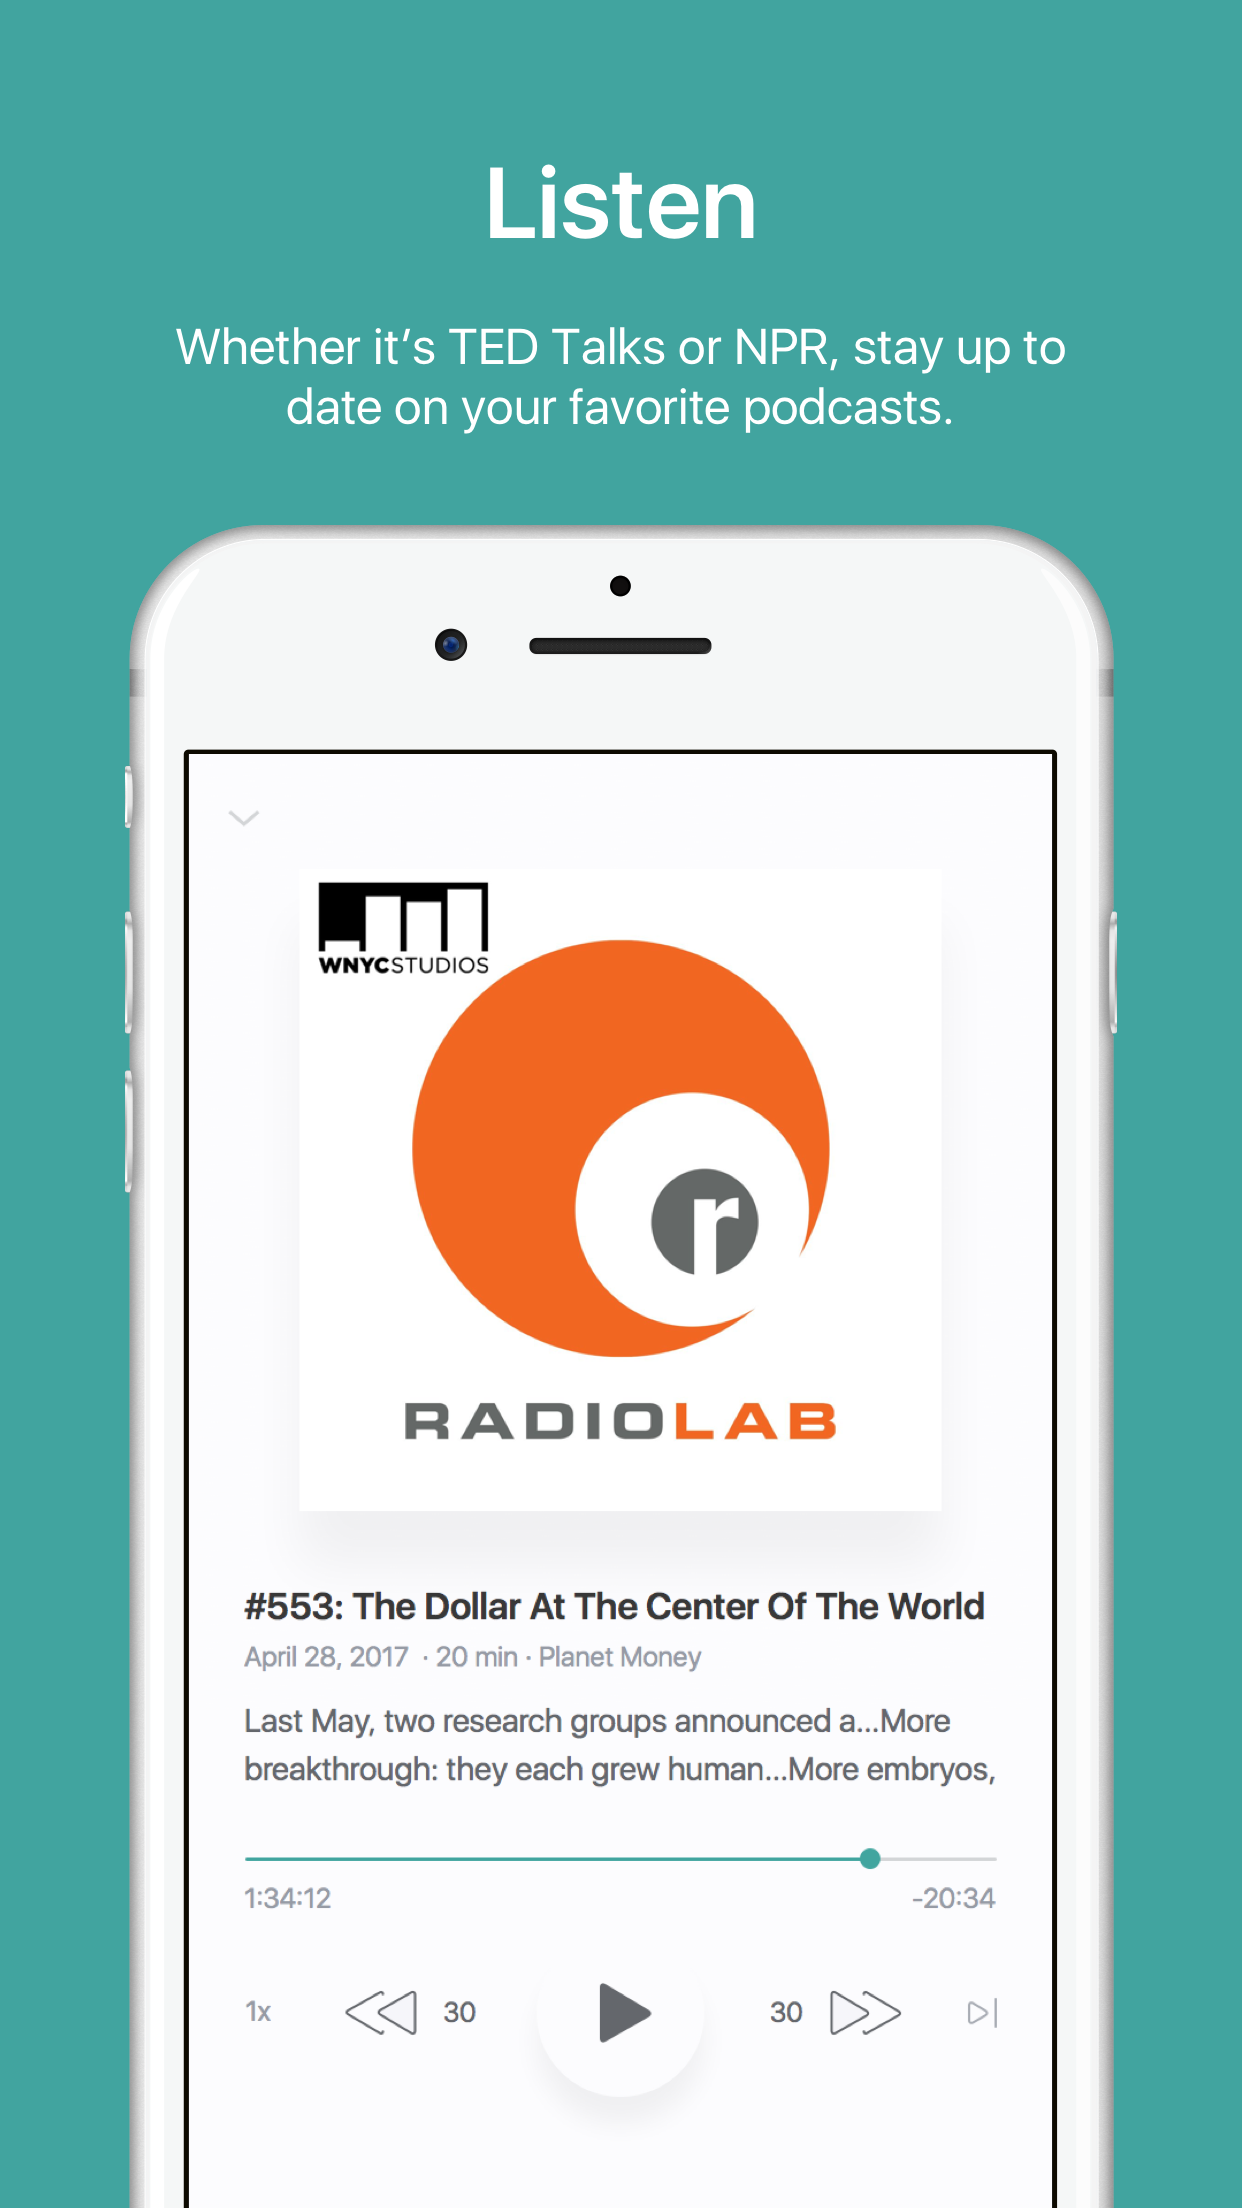 Listen
Whether it’s TED Talks or NPR, stay up to
date on your favorite podcasts.
WNYCSTUDIOS
r
RADIOLAB
#553: The Dollar At The Center Of The World
April 28, 2017 · 20 min · Planet Money
Last May, two research groups announced a...More
breakthrough: they each grew human...More embryos,
1:34:12 -20:34
1x 30 30